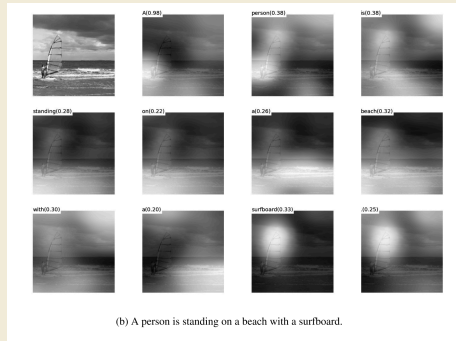 A(0.98) person(0.38) is(0.38)
standing(0.28) on(0.22) a(0.26) beach(0.32)
with(0.30) a(0.20) surfboard(0.33) .(0.25)
(b) A person is standing on a beach with a surfboard.